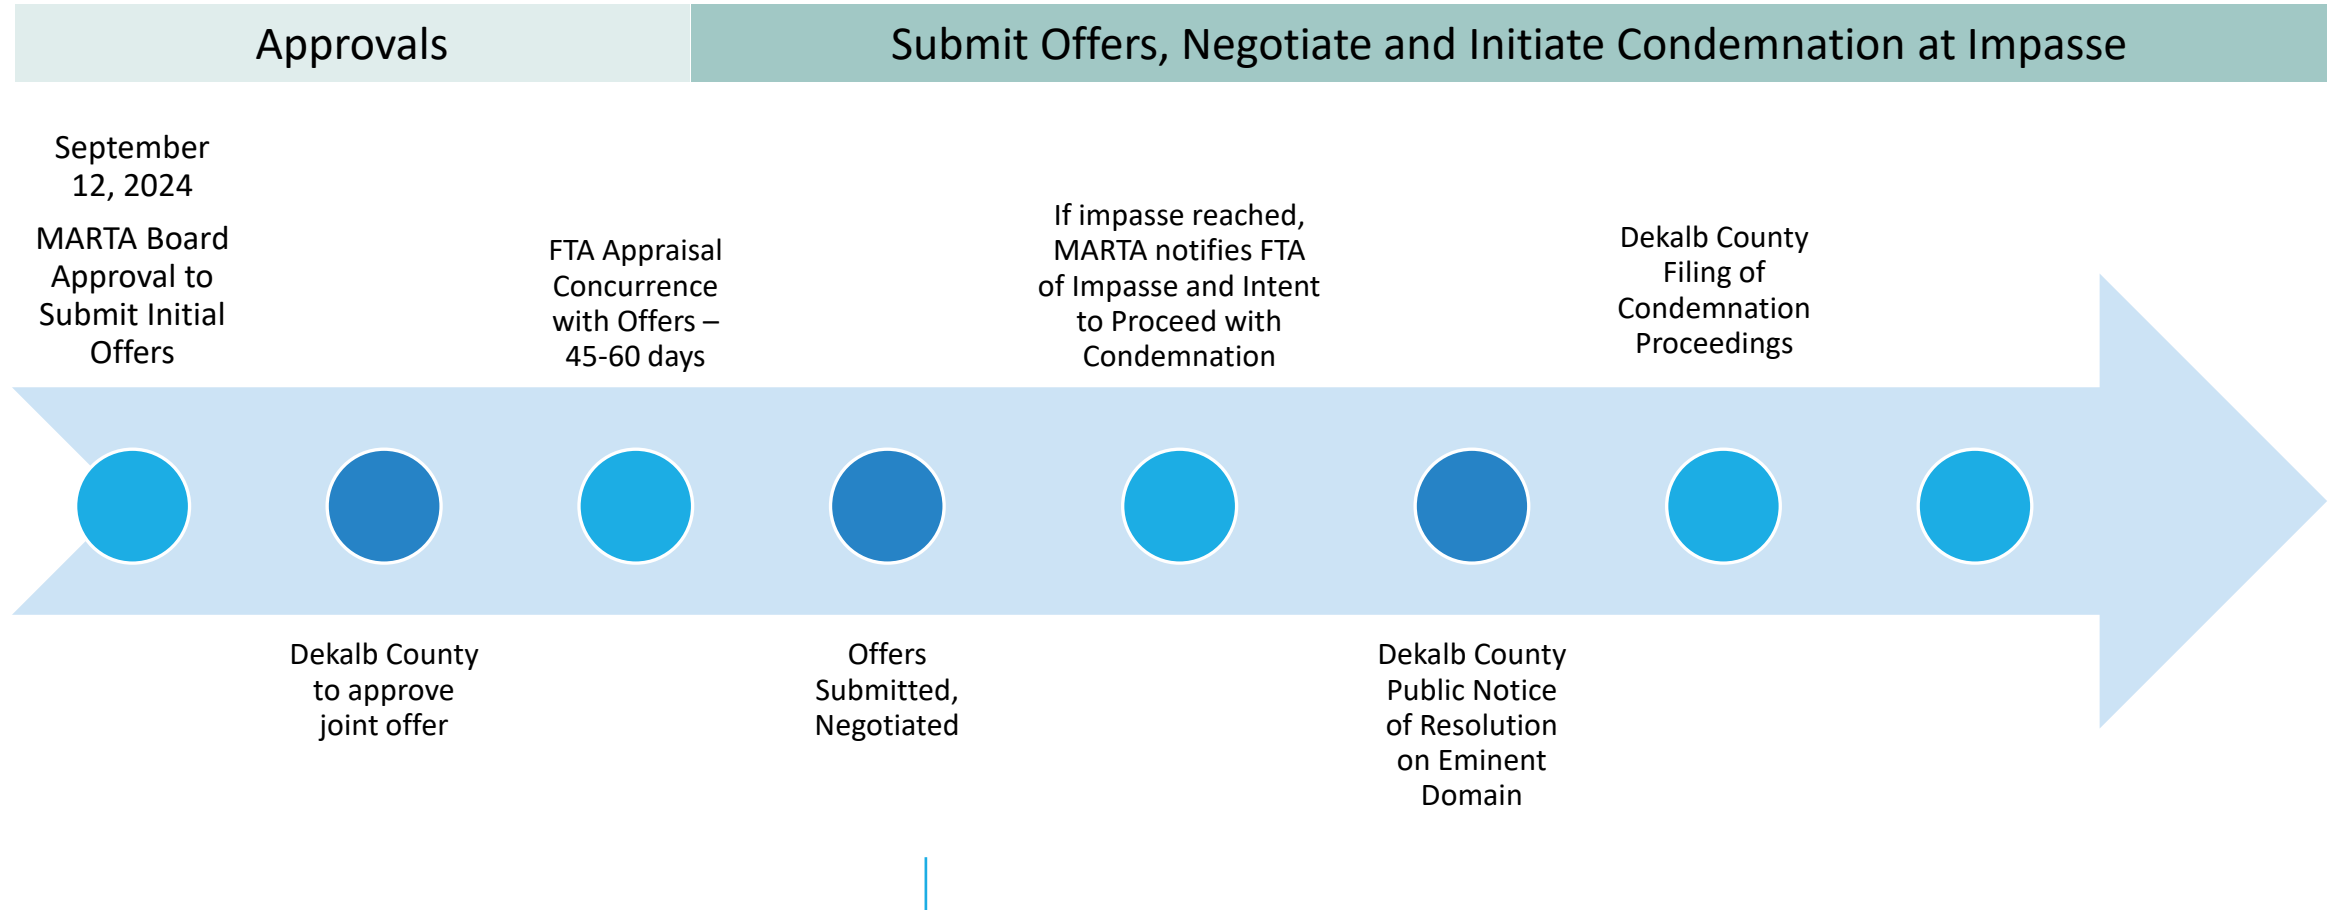 Approvals
Submit Offers, Negotiate and Initiate Condemnation at Impasse
September
12, 2024
MARTA Board
Approval to
Submit Initial
Offers
Dekalb County
to approve
joint offer
FTA Appraisal
Concurrence
with Offers –
45-60 days
Offers
Submitted,
Negotiated
If impasse reached,
MARTA notifies FTA
of Impasse and Intent
to Proceed with
Condemnation
Dekalb County
Public Notice
of Resolution
on Eminent
Domain
Dekalb County
Filing of
Condemnation
Proceedings